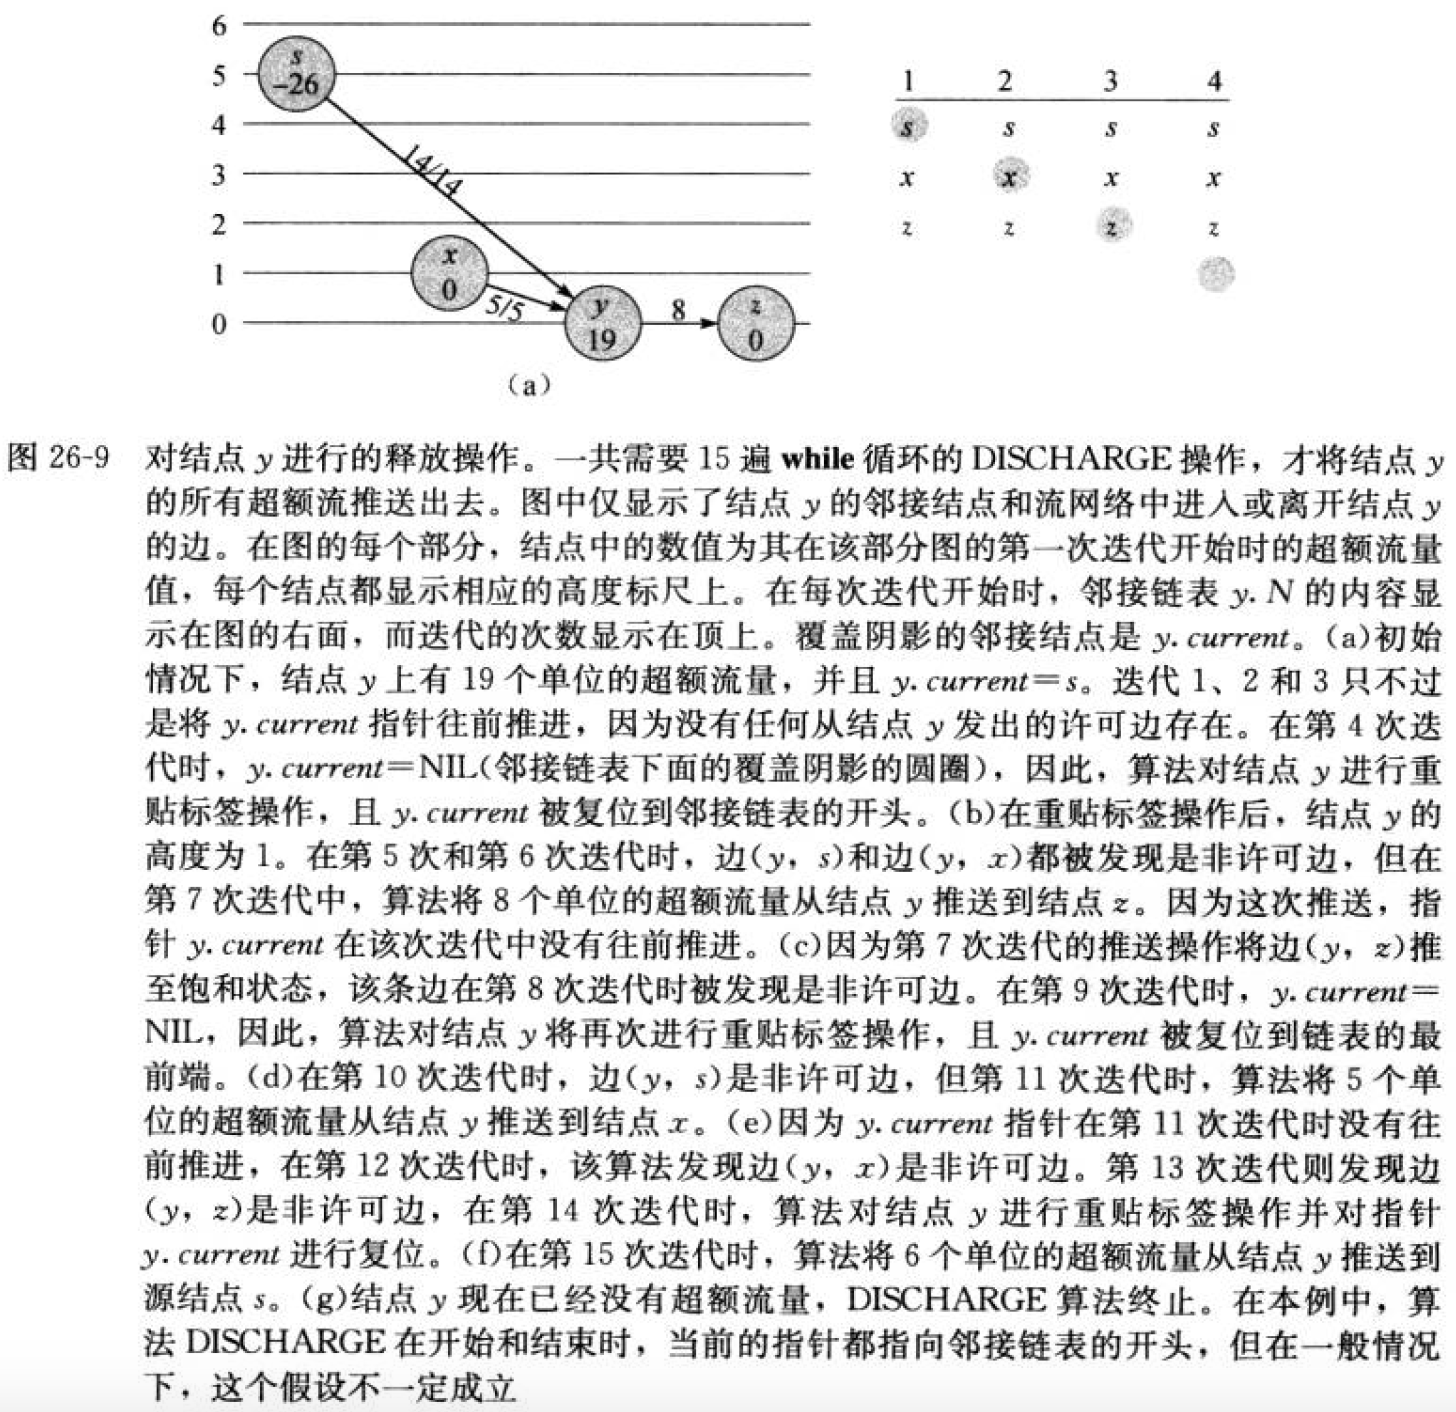 6
5
4
3
2
1
0
s
-26
14/14
x
0
5/5
y
19
8
z
0
1 2 3 4
s s s s
x x x x
z z z z
(a)
图 26-9 对结点 y 进行的释放操作。一共需要 15 遍 while 循环的 DISCHARGE 操作，才将结点 y
的所有超额流推送出去。图中仅显示了结点 y 的邻接结点和流网络中进入或离开结点 y
的边。在图的每个部分，结点中的数值为其在该部分图的第一次迭代开始时的超额流量
值，每个结点都显示相应的高度标尺上。在每次迭代开始时，邻接链表 y. N 的内容显
示在图的右面，而迭代的次数显示在顶上。覆盖阴影的邻接结点是 y. current。(a)初始
情况下，结点 y 上有 19 个单位的超额流量，并且 y. current＝s。迭代 1、2 和 3 只不过
是将 y. current 指针往前推进，因为没有任何从结点 y 发出的许可边存在。在第 4 次迭
代时，y. current＝NIL(邻接链表下面的覆盖阴影的圆圈)，因此，算法对结点 y 进行重
贴标签操作，且 y. current 被复位到邻接链表的开头。(b)在重贴标签操作后，结点 y 的
高度为 1。在第 5 次和第 6 次迭代时，边(y，s)和边(y，x)都被发现是非许可边，但在
第 7 次迭代中，算法将 8 个单位的超额流量从结点 y 推送到结点 z。因为这次推送，指
针 y. current 在该次迭代中没有往前推进。(c)因为第 7 次迭代的推送操作将边(y，z)推
至饱和状态，该条边在第 8 次迭代时被发现是非许可边。在第 9 次迭代时，y. current＝
NIL，因此，算法对结点 y 将再次进行重贴标签操作，且 y. current 被复位到链表的最
前端。(d)在第 10 次迭代时，边(y，s)是非许可边，但第 11 次迭代时，算法将 5 个单
位的超额流量从结点 y 推送到结点 x。(e)因为 y. current 指针在第 11 次迭代时没有往
前推进，在第 12 次迭代时，该算法发现边(y，x)是非许可边。第 13 次迭代则发现边
(y，z)是非许可边，在第 14 次迭代时，算法对结点 y 进行重贴标签操作并对指针
y. current 进行复位。(f)在第 15 次迭代时，算法将 6 个单位的超额流量从结点 y 推送到
源结点 s。(g)结点 y 现在已经没有超额流量，DISCHARGE 算法终止。在本例中，算
法 DISCHARGE 在开始和结束时，当前的指针都指向邻接链表的开头，但在一般情况
下，这个假设不一定成立